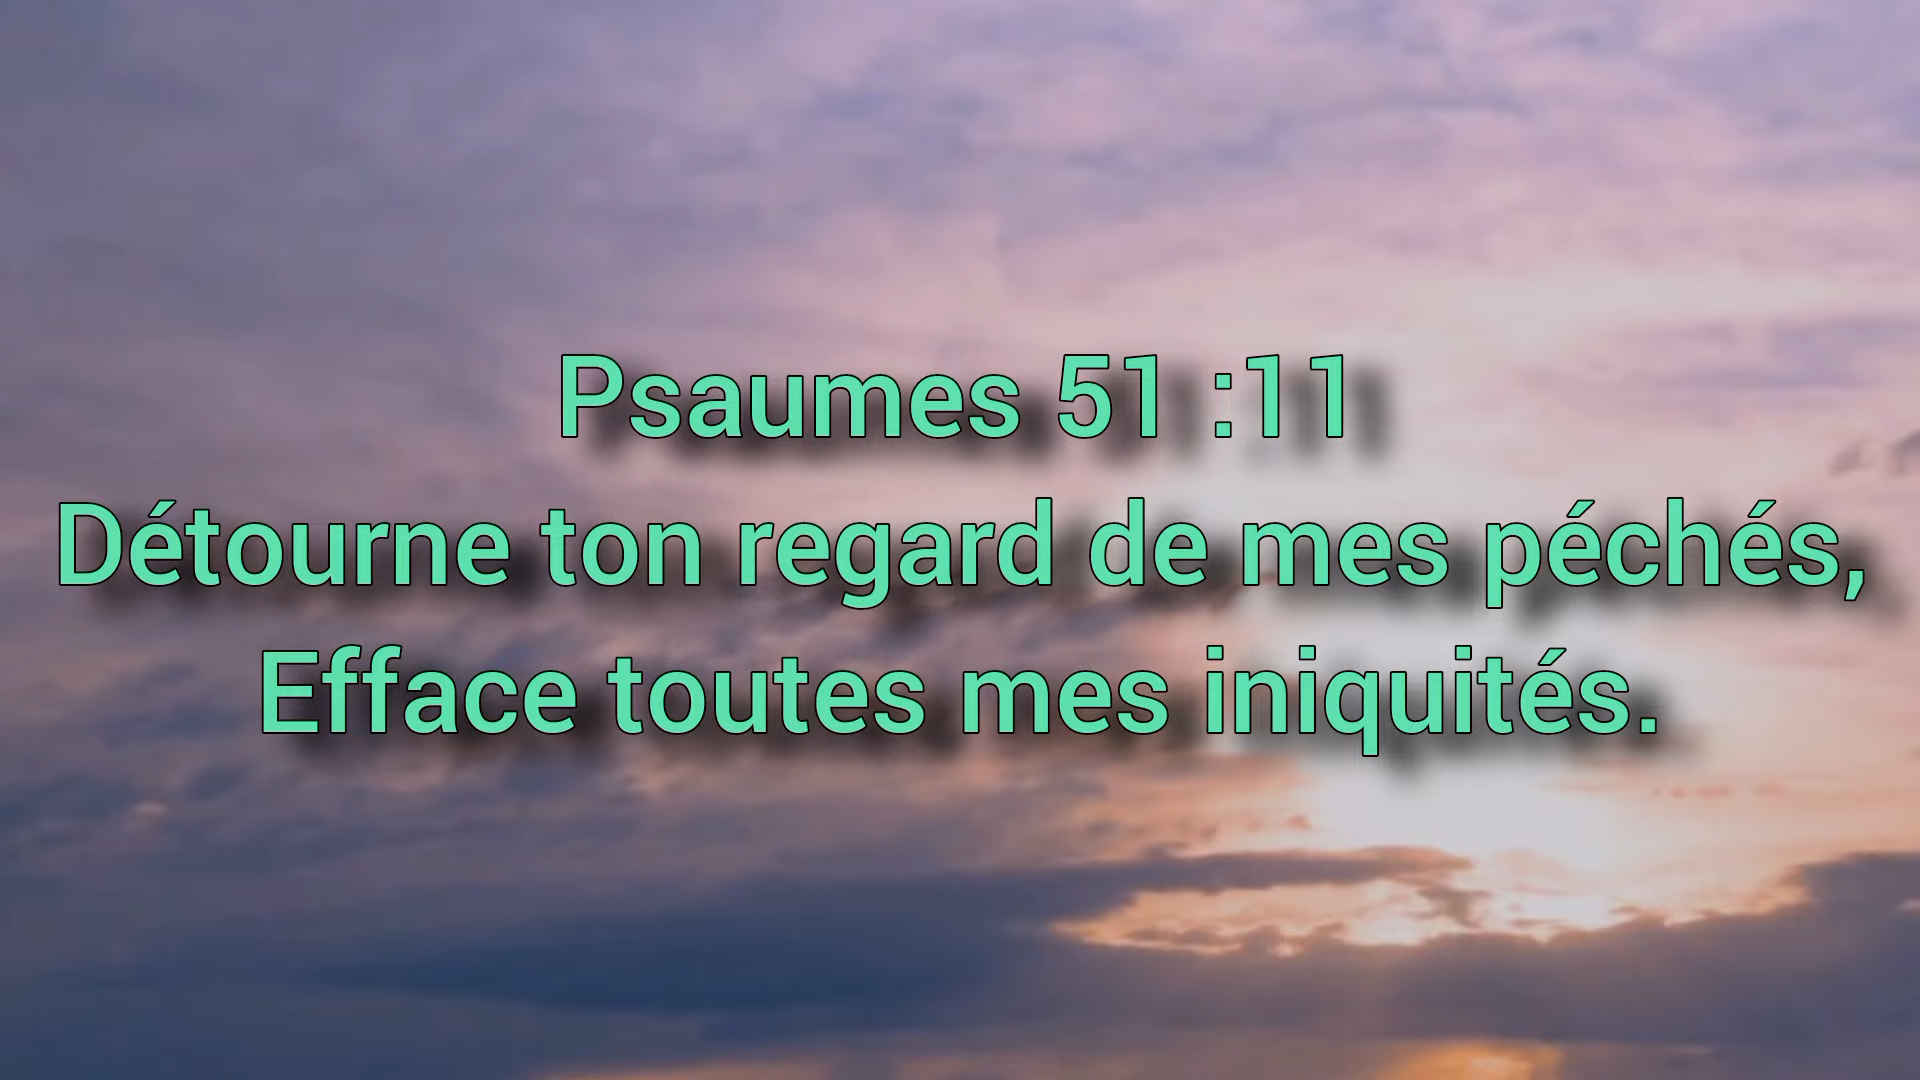 Psaumes 51 :11
Détourne ton regard de mes péchés,
Efface toutes mes iniquités.